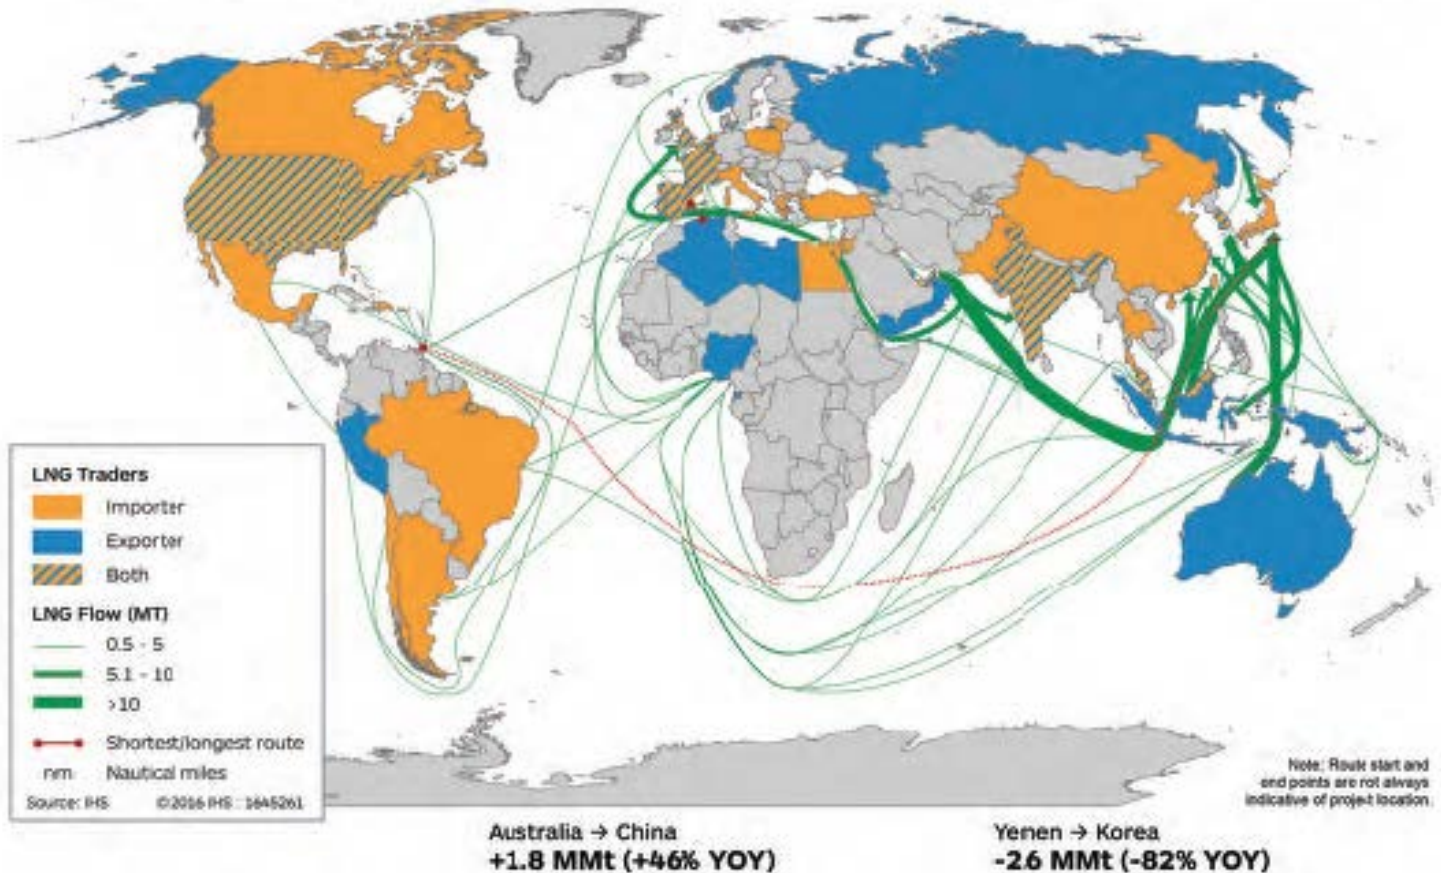 LNG Traders
Importer
Exporter
Both
LNG Flow (MT)
0.5 - 5
5.1 - 10
>10
Shortest/longest route
nm Nautical miles
Source: IHS ©2016 IHS : 1645261
Note: Route start and
end points are not always
indicative of project location.
Australia → China
+1.8 MMt (+46% YOY)
Yenen → Korea
-26 MMt (-82% YOY)